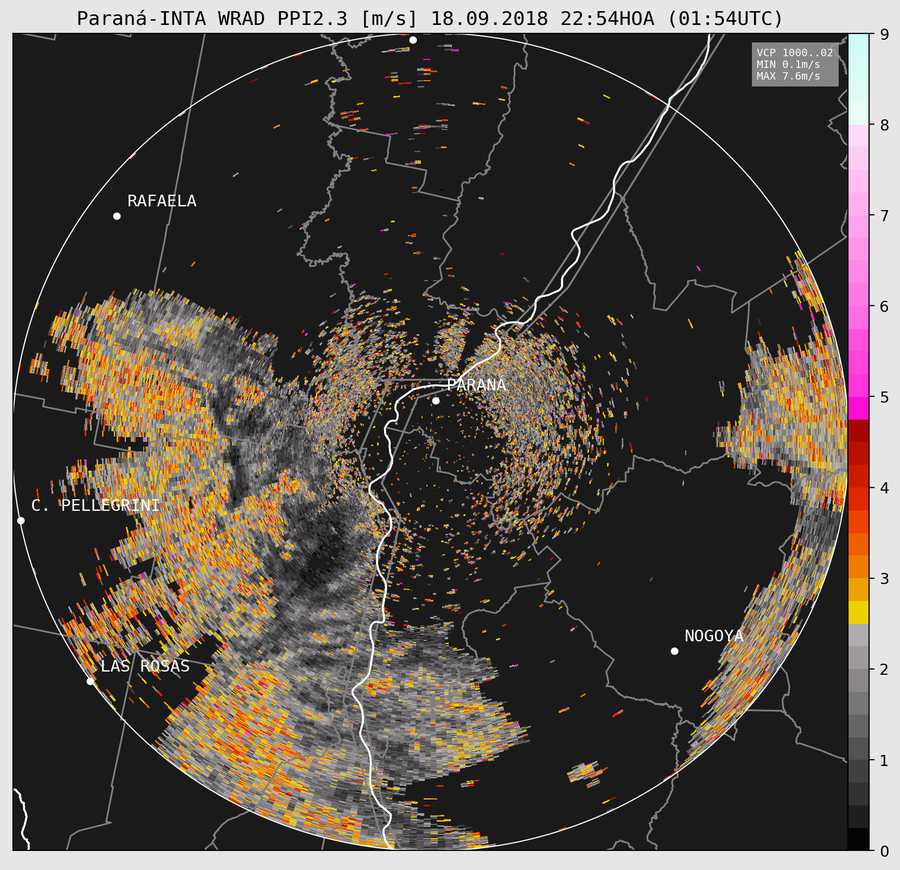 Paraná-INTA WRAD PPI2.3 [m/s] 18.09.2018 22:54HOA (01:54UTC)
VCP 1000..02
MIN 0.1m/s
MAX 7.6m/s
9
8
7
6
5
4
3
2
1
0
RAFAELA
PARANÁ
C. PELLEGRINI
NOGOYA
LAS ROSAS